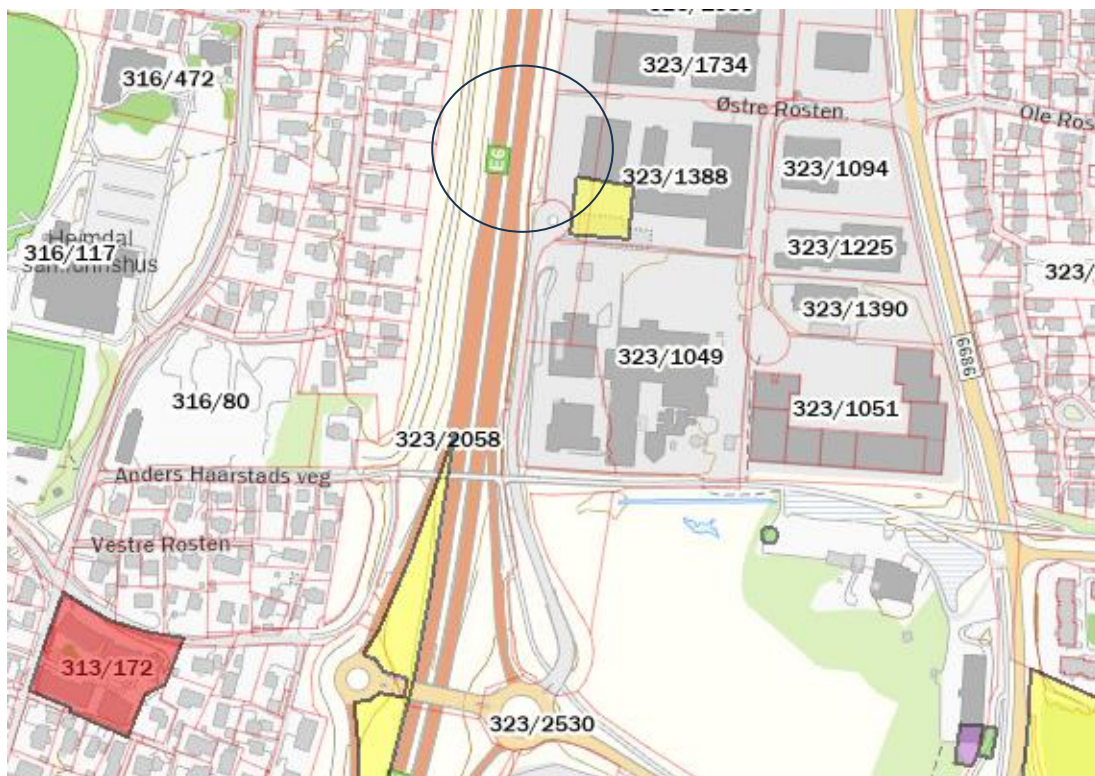 316/472
323/1734
Østre Rosten
Ole Ros
E6
323/1388
323/1094
316/117
Heimdal
samfunnshus
323/1225
323/
323/1390
6686
323/1049
316/80
323/1051
323/2058
Anders Haarstads veg
Vestre Rosten
313/172
323/2530